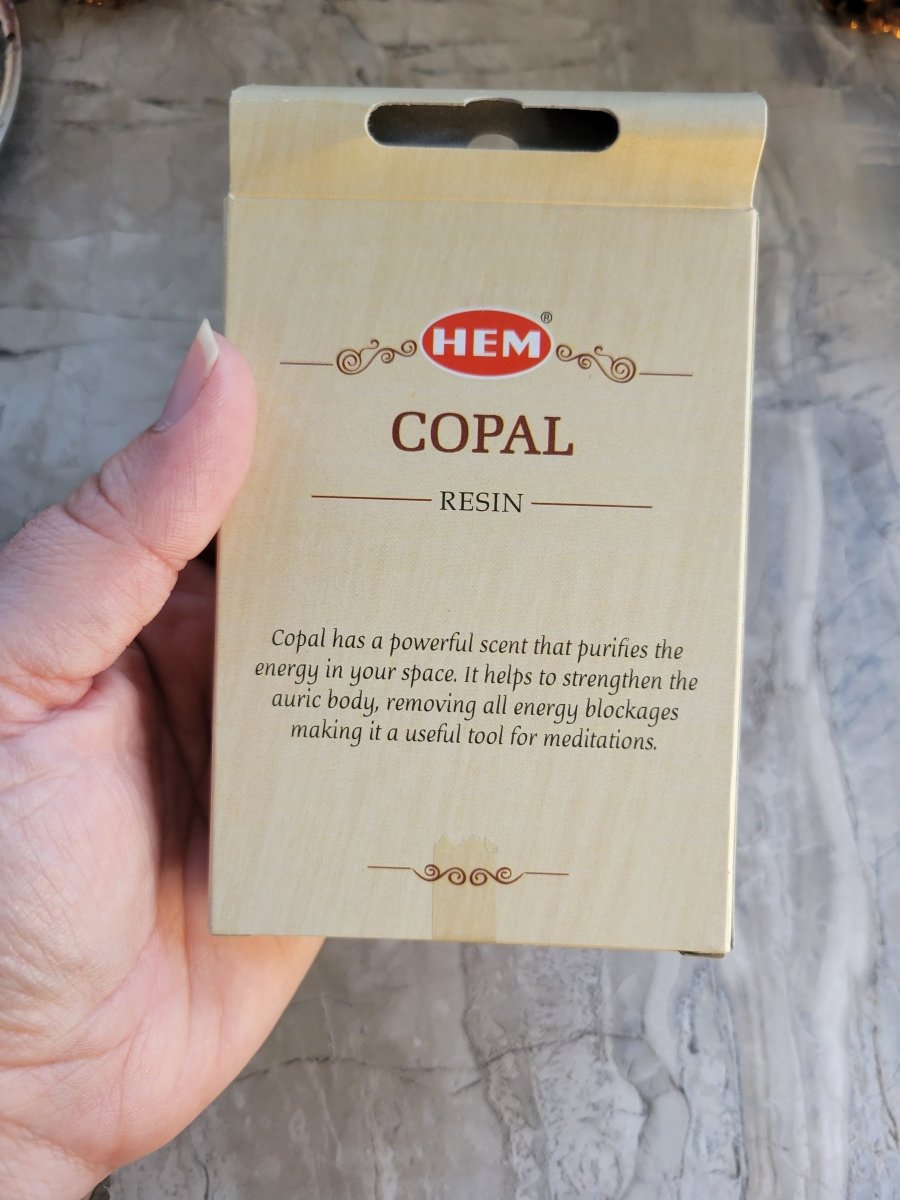 HEM®
COPAL
RESIN
Copal has a powerful scent that purifies the
energy in your space. It helps to strengthen the
auric body, removing all energy blockages
making it a useful tool for meditations.